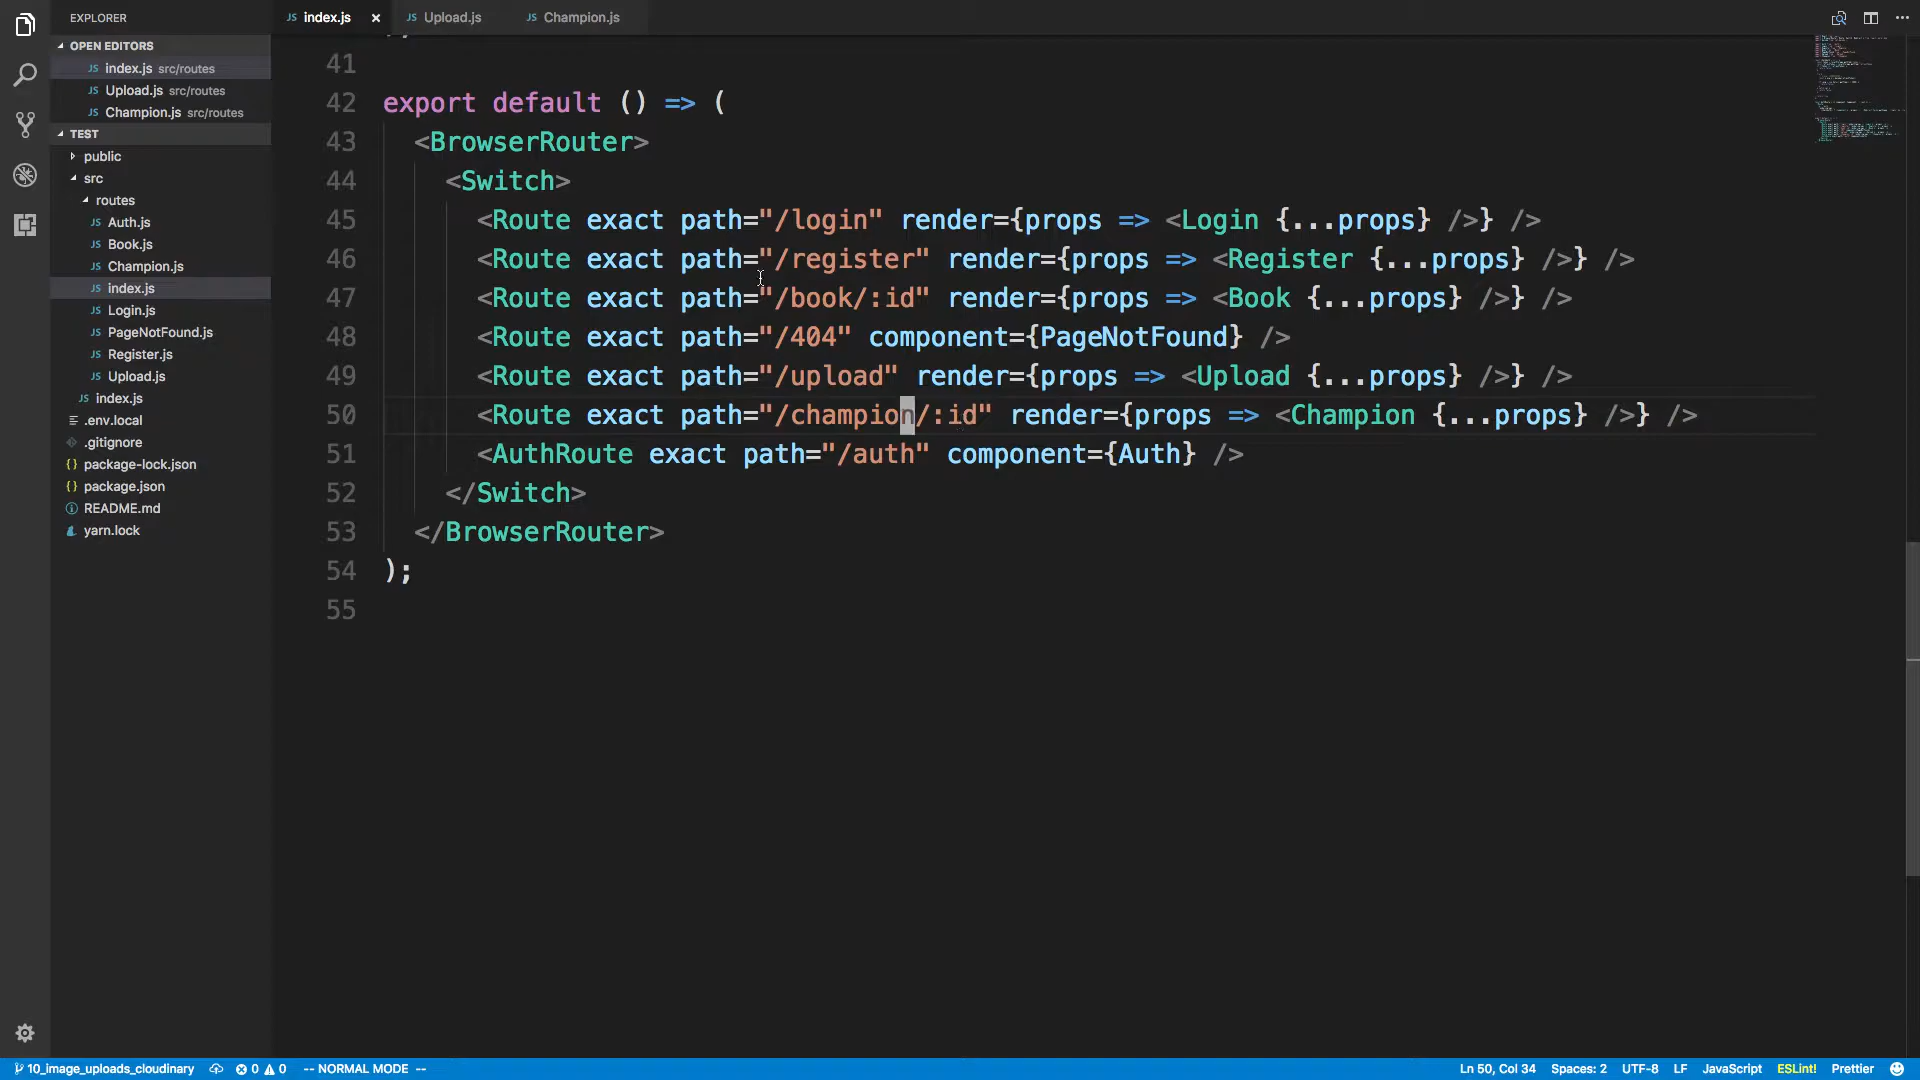 EXPLORER
OPEN EDITORS
JS index.js src/routes
JS Upload.js src/routes
JS Champion.js src/routes
TEST
public
src
routes
JS Auth.js
JS Book.js
JS Champion.js
JS index.js
JS Login.js
JS PageNotFound.js
JS Register.js
JS Upload.js
JS index.js
.env.local
.gitignore
{} package-lock.json
{} package.json
README.md
yarn.lock
JS index.js × JS Upload.js JS Champion.js
41
42 export default () => (
43 <BrowserRouter>
44 <Switch>
45 <Route exact path="/login" render={props => <Login {...props} />} />
46 <Route exact path="/register" render={props => <Register {...props} />} />
47 <Route exact path="/book/:id" render={props => <Book {...props} />} />
48 <Route exact path="/404" component={PageNotFound} />
49 <Route exact path="/upload" render={props => <Upload {...props} />} />
50 <Route exact path="/champion/:id" render={props => <Champion {...props} />} />
51 <AuthRoute exact path="/auth" component={Auth} />
52 </Switch>
53 </BrowserRouter>
54 );
55
10_image_uploads_cloudinary 0 0 -- NORMAL MODE -- Ln 50, Col 34 Spaces: 2 UTF-8 LF JavaScript ESLint! Prettier